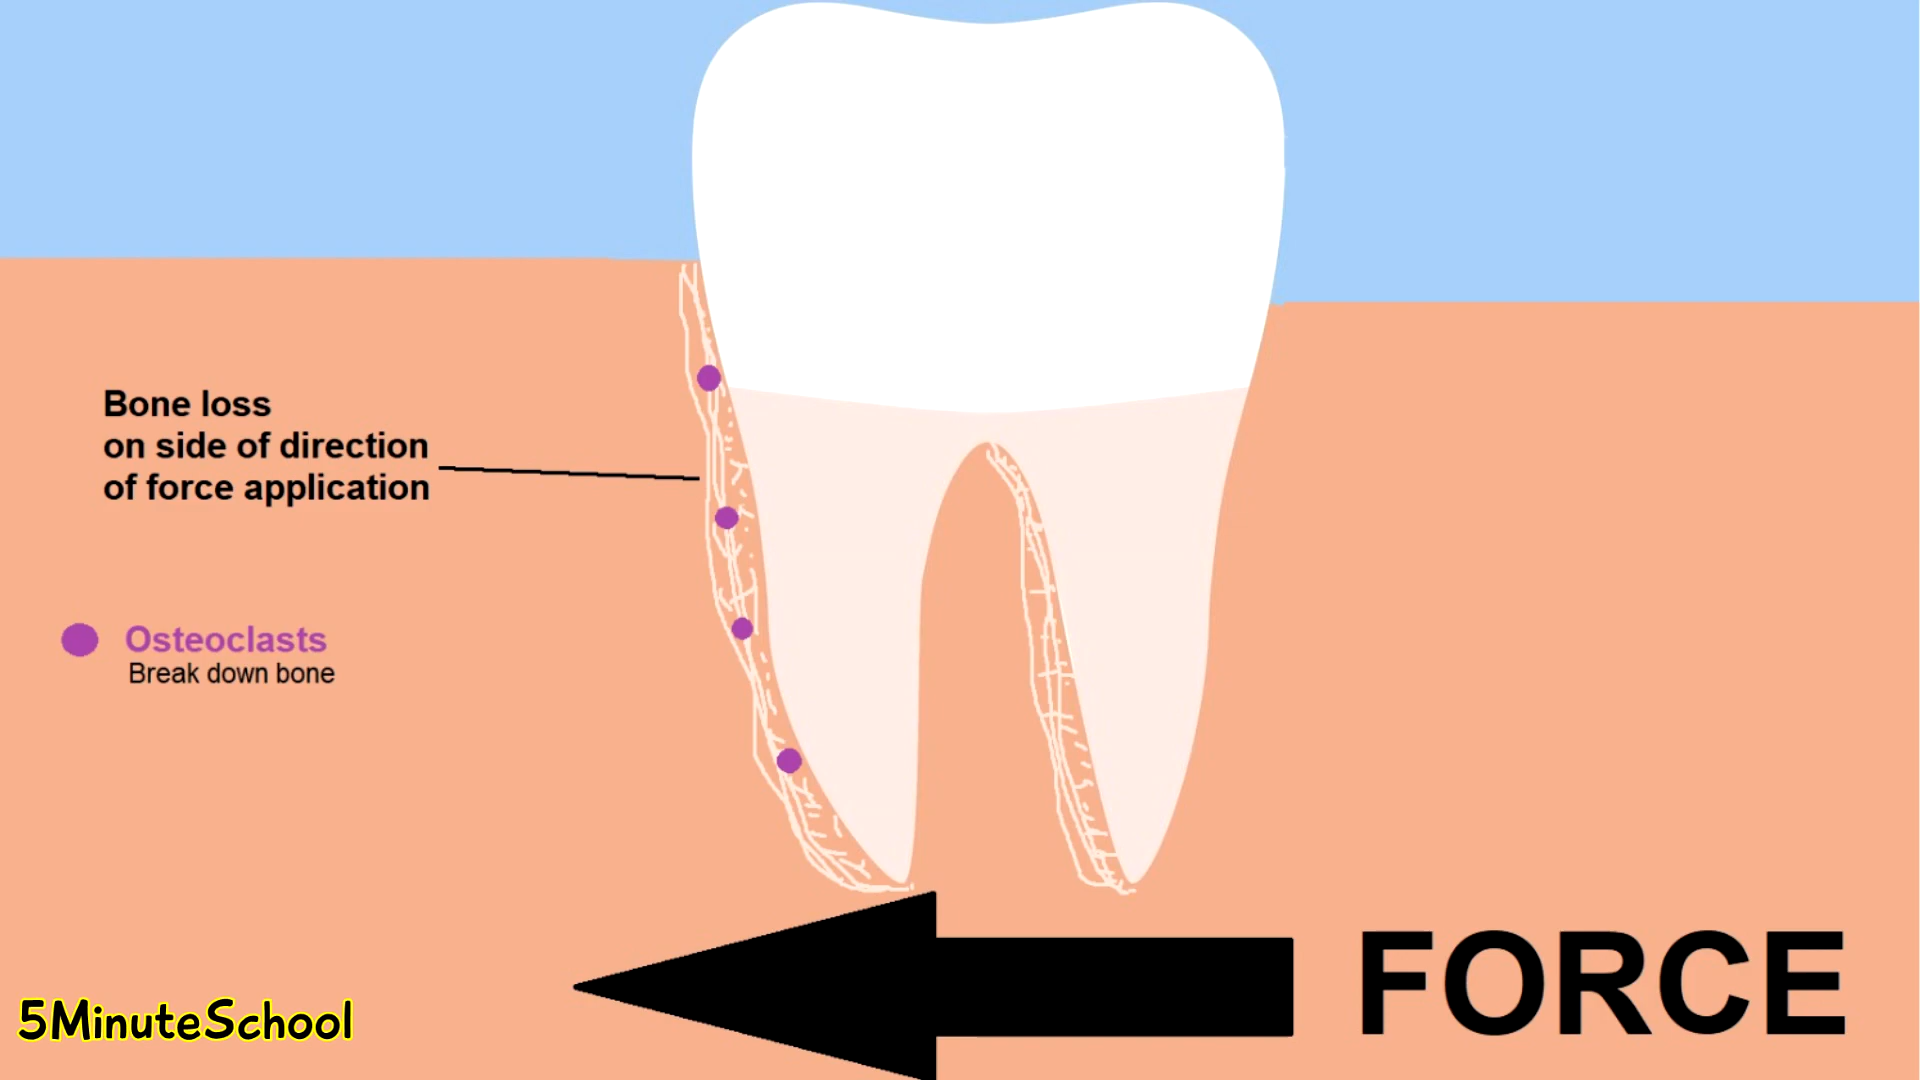 Bone loss
on side of direction
of force application
Osteoclasts
Break down bone
FORCE
5MinuteSchool